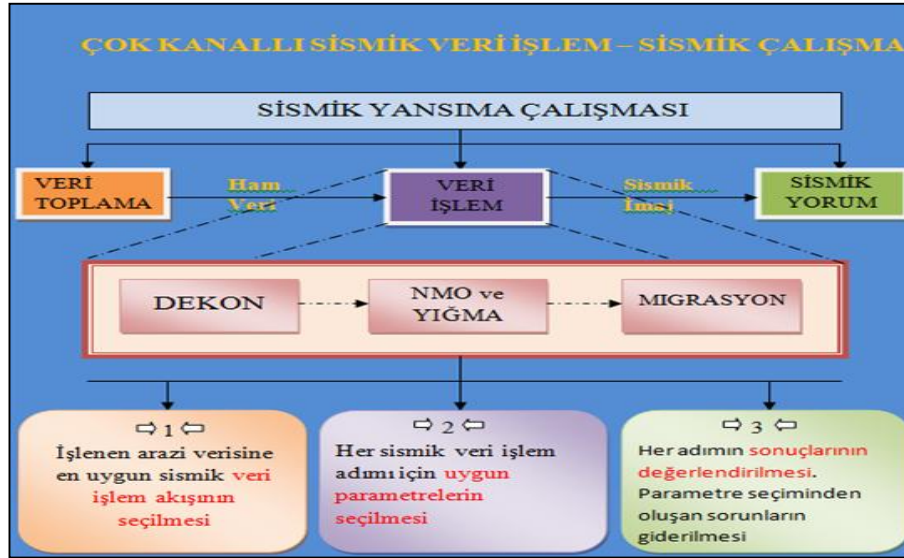 ÇOK KANALLI SİSMİK VERİ İŞLEM – SİSMİK ÇALIŞMA
SİSMİK YANSIMA ÇALIŞMASI
VERİ
TOPLAMA
Ham
Veri
VERİ
İŞLEM
Sismik
İmaj
SİSMİK
YORUM
DEKON
NMO ve
YIĞMA
MIGRASYON
⇨ 1 ⇦
İşlenen arazi verisine
en uygun sismik veri
işlem akışının
seçilmesi
⇨ 2 ⇦
Her sismik veri işlem
adımı için uygun
parametrelerin
seçilmesi
⇨ 3 ⇦
Her adımın sonuçlarının
değerlendirilmesi.
Parametre seçiminden
oluşan sorunların
giderilmesi